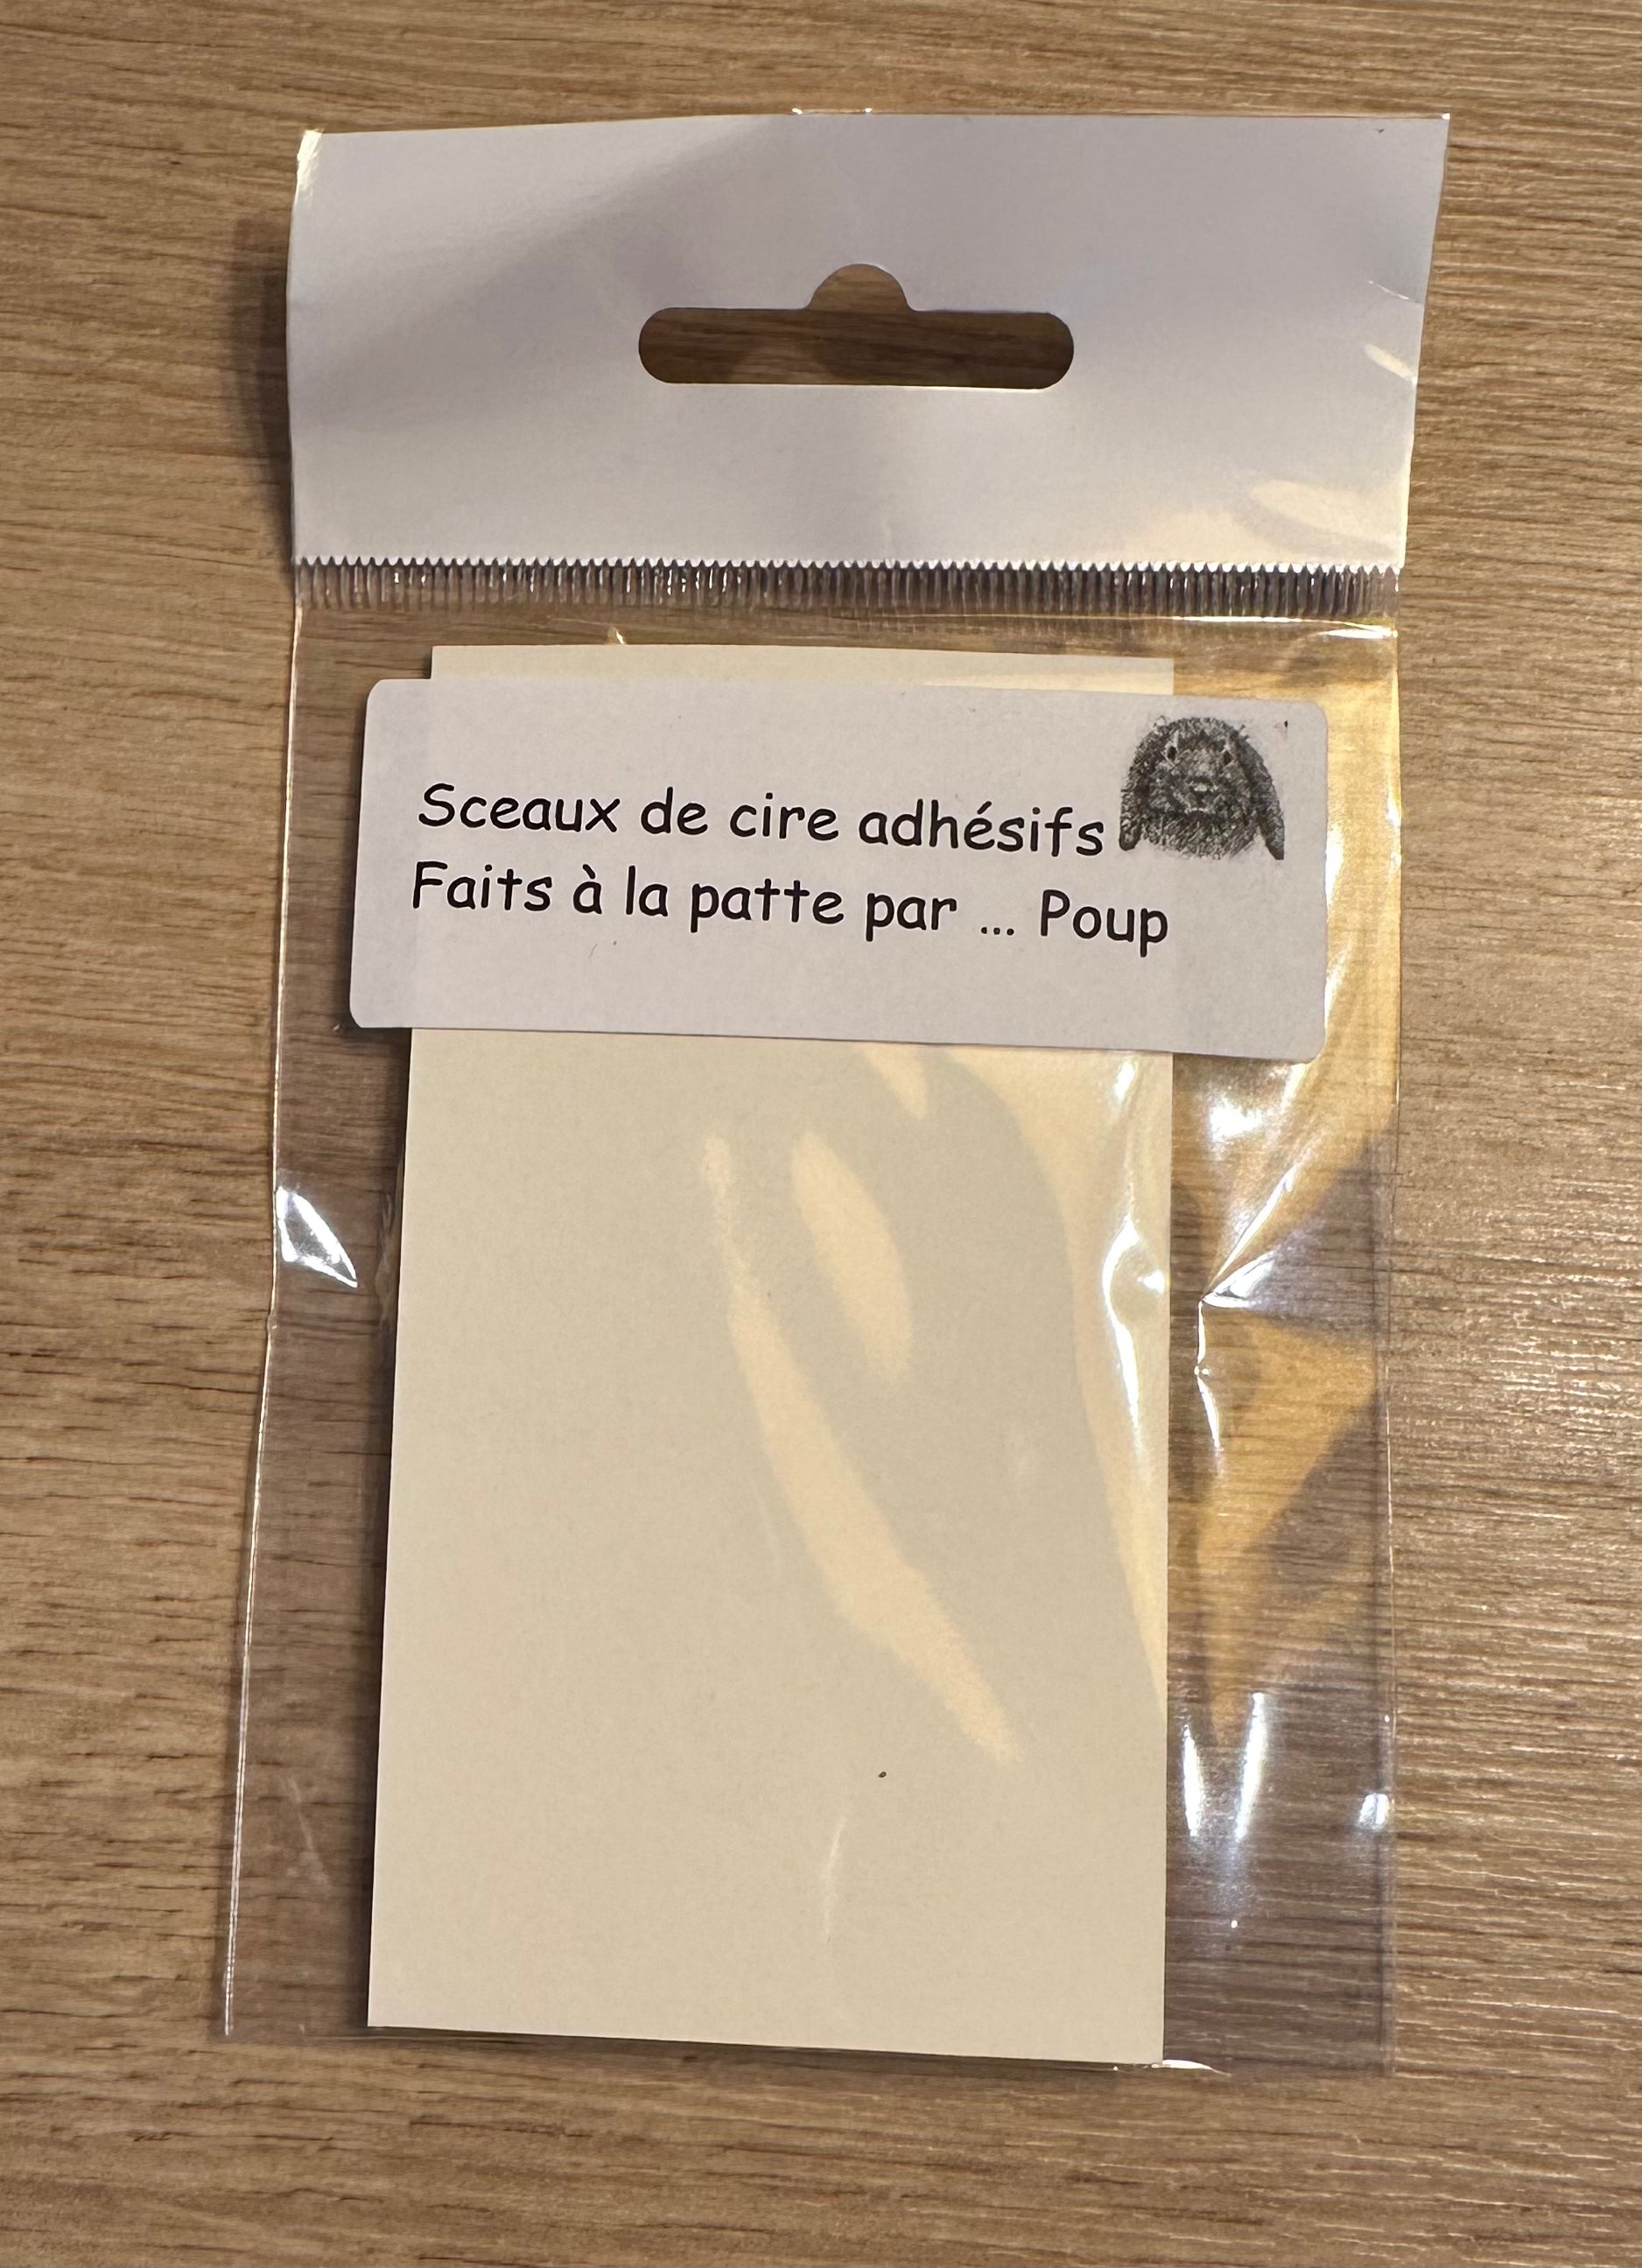 Sceaux de cire adhésifs
Faits à la patte par ... Poup